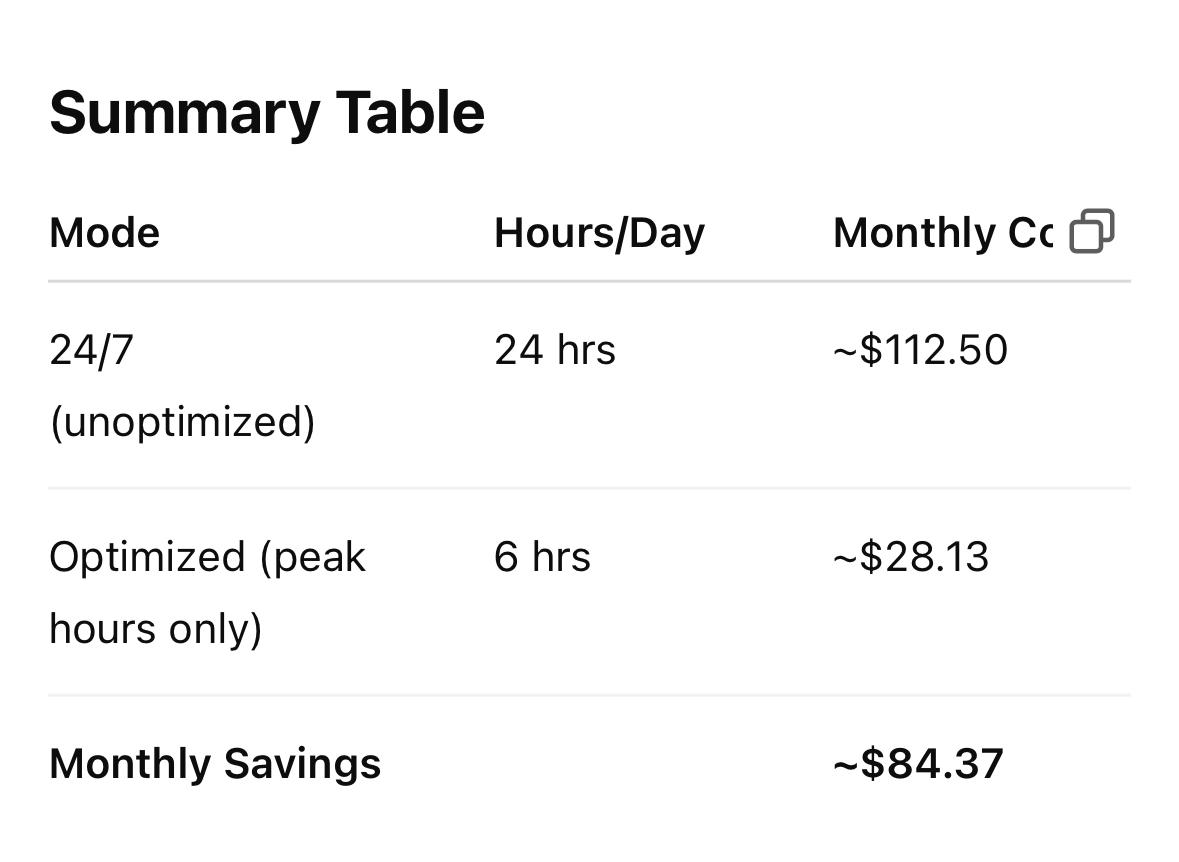 Summary Table
Mode Hours/Day Monthly Co
24/7 24 hrs ~$112.50
(unoptimized)
Optimized (peak 6 hrs ~$28.13
hours only)
Monthly Savings ~$84.37